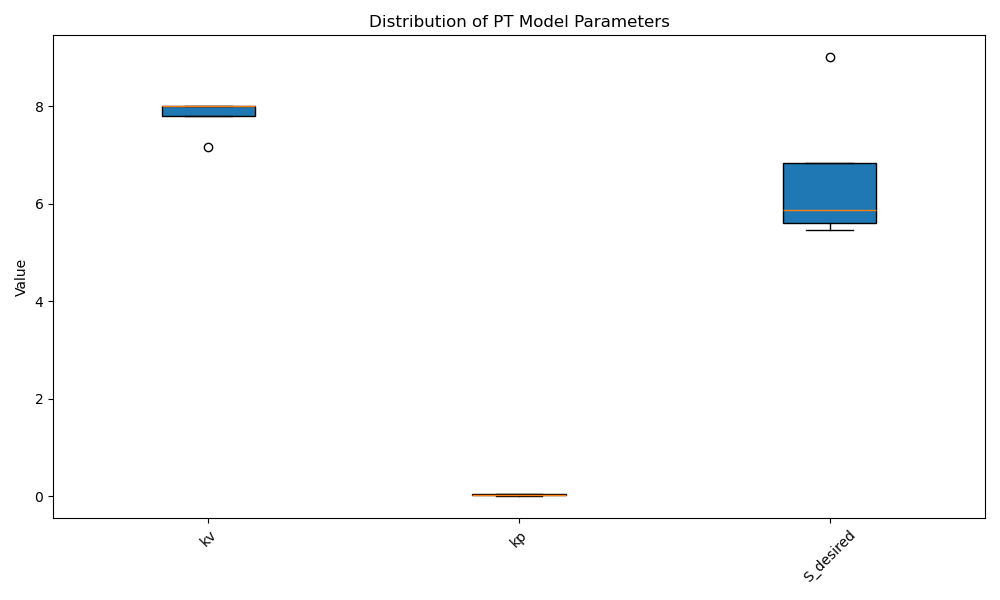 Distribution of PT Model Parameters
Value
8
6
4
2
0
kv
kp
S_desired